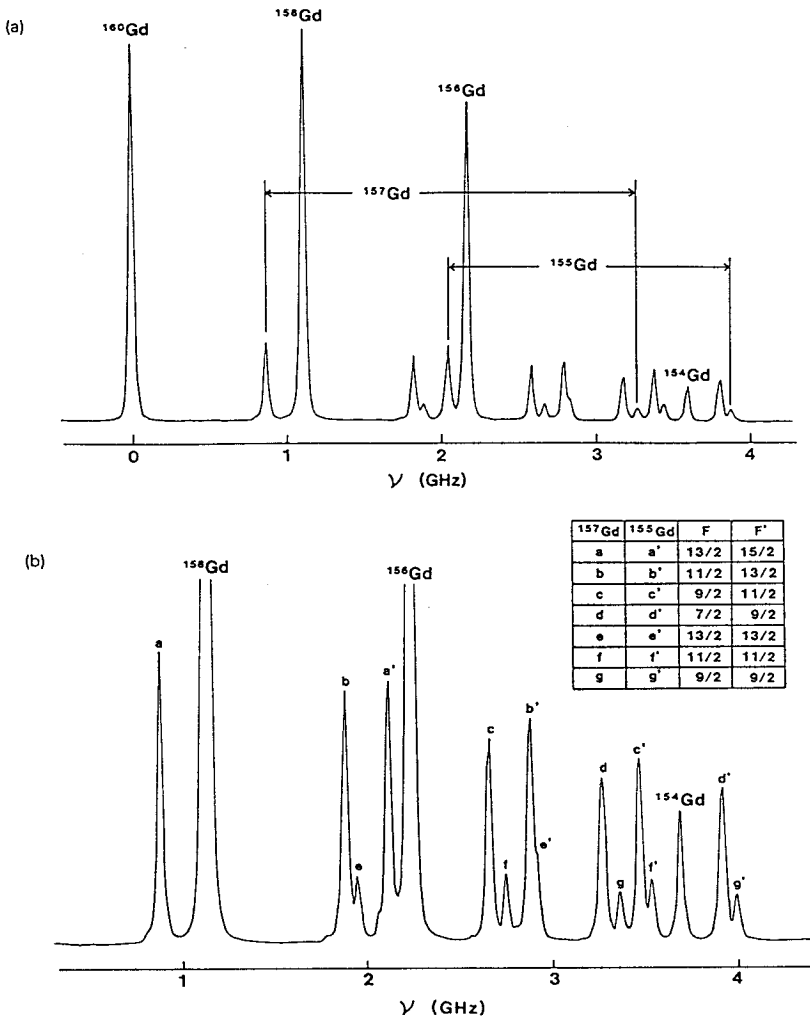 (a)
¹⁶⁰Gd
¹⁵⁸Gd
¹⁵⁶Gd
¹⁵⁷Gd
¹⁵⁵Gd
¹⁵⁴Gd
0 1 2 3 4
ν (GHz)
(b)
¹⁵⁷Gd ¹⁵⁵Gd F F'
a a' 13/2 15/2
b b' 11/2 13/2
c c' 9/2 11/2
d d' 7/2 9/2
e e' 13/2 13/2
f f' 11/2 11/2
g g' 9/2 9/2
¹⁵⁸Gd ¹⁵⁶Gd
a b e a' c f b' e' d g c' f' ¹⁵⁴Gd d' g'
1 2 3 4
ν (GHz)